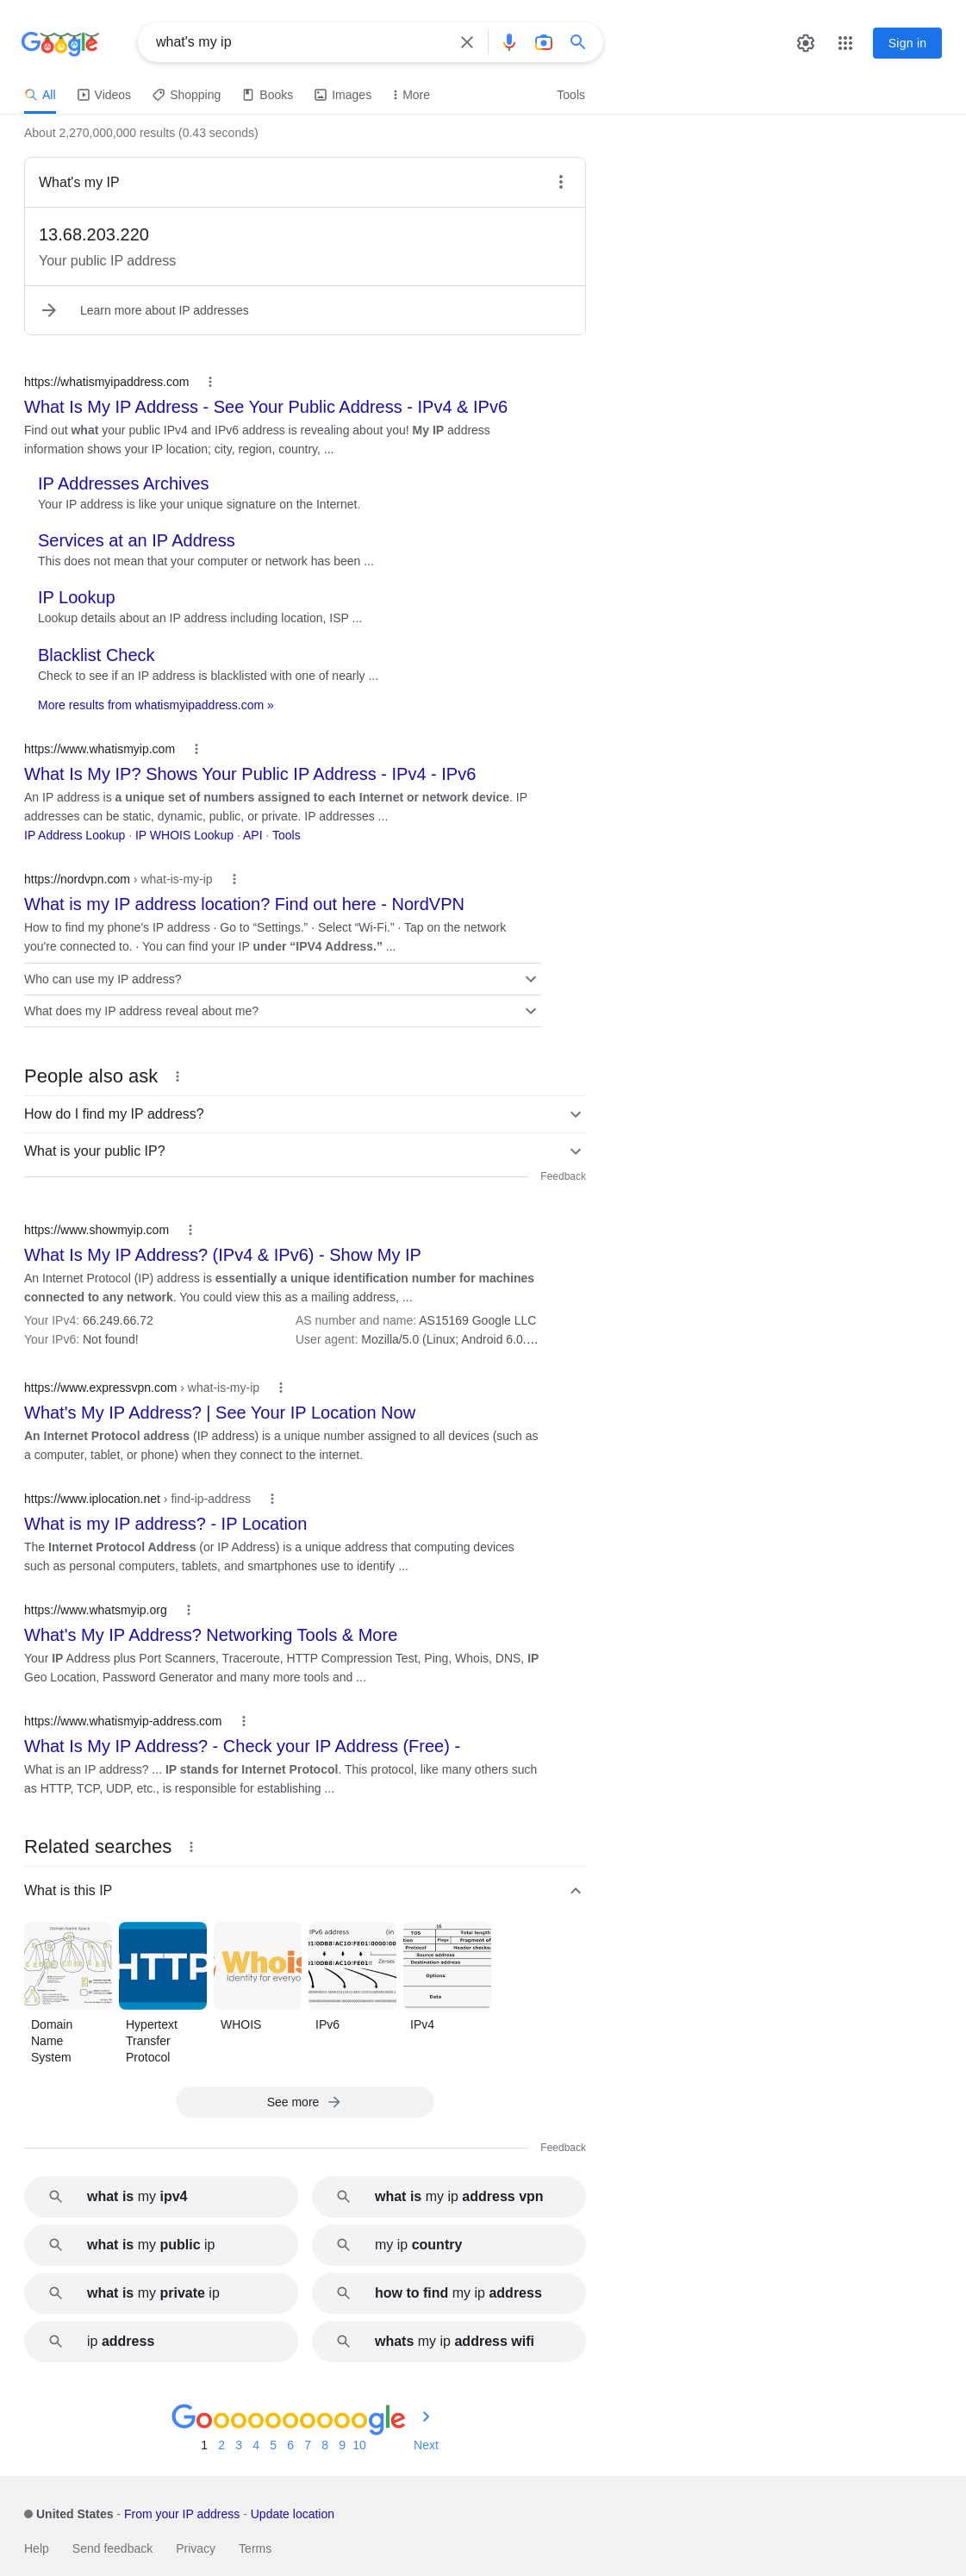 Google
what's my ip
Sign in
All
Videos
Shopping
Books
Images
More
Tools
About 2,270,000,000 results (0.43 seconds)
What's my IP
13.68.203.220
Your public IP address
Learn more about IP addresses
https://whatismyipaddress.com
What Is My IP Address - See Your Public Address - IPv4 & IPv6
Find out what your public IPv4 and IPv6 address is revealing about you! My IP address
information shows your IP location; city, region, country, ...
IP Addresses Archives
Your IP address is like your unique signature on the Internet.
Services at an IP Address
This does not mean that your computer or network has been ...
IP Lookup
Lookup details about an IP address including location, ISP ...
Blacklist Check
Check to see if an IP address is blacklisted with one of nearly ...
More results from whatismyipaddress.com »
https://www.whatismyip.com
What Is My IP? Shows Your Public IP Address - IPv4 - IPv6
An IP address is a unique set of numbers assigned to each Internet or network device. IP
addresses can be static, dynamic, public, or private. IP addresses ...
IP Address Lookup · IP WHOIS Lookup · API · Tools
https://nordvpn.com › what-is-my-ip
What is my IP address location? Find out here - NordVPN
How to find my phone's IP address · Go to “Settings.” · Select “Wi-Fi.” · Tap on the network
you're connected to. · You can find your IP under “IPV4 Address.” ...
Who can use my IP address?
What does my IP address reveal about me?
People also ask
How do I find my IP address?
What is your public IP?
Feedback
https://www.showmyip.com
What Is My IP Address? (IPv4 & IPv6) - Show My IP
An Internet Protocol (IP) address is essentially a unique identification number for machines
connected to any network. You could view this as a mailing address, ...
Your IPv4: 66.249.66.72
AS number and name: AS15169 Google LLC
Your IPv6: Not found!
User agent: Mozilla/5.0 (Linux; Android 6.0....
https://www.expressvpn.com › what-is-my-ip
What's My IP Address? | See Your IP Location Now
An Internet Protocol address (IP address) is a unique number assigned to all devices (such as
a computer, tablet, or phone) when they connect to the internet.
https://www.iplocation.net › find-ip-address
What is my IP address? - IP Location
The Internet Protocol Address (or IP Address) is a unique address that computing devices
such as personal computers, tablets, and smartphones use to identify ...
https://www.whatsmyip.org
What's My IP Address? Networking Tools & More
Your IP Address plus Port Scanners, Traceroute, HTTP Compression Test, Ping, Whois, DNS, IP
Geo Location, Password Generator and many more tools and ...
https://www.whatismyip-address.com
What Is My IP Address? - Check your IP Address (Free) -
What is an IP address? ... IP stands for Internet Protocol. This protocol, like many others such
as HTTP, TCP, UDP, etc., is responsible for establishing ...
Related searches
What is this IP
Domain Name Space
HTTP
Whois
Identity for everyo
IPv6 address (in
Zeroes
TOS Total length
Flags Fragment of
Protocol Header checks
Source address
Destination address
Options
Data
Domain
Name
System
Hypertext
Transfer
Protocol
WHOIS
IPv6
IPv4
See more
Feedback
what is my ipv4
what is my ip address vpn
what is my public ip
my ip country
what is my private ip
how to find my ip address
ip address
whats my ip address wifi
Goooooooooogle
1 2 3 4 5 6 7 8 9 10 Next
United States - From your IP address - Update location
Help
Send feedback
Privacy
Terms